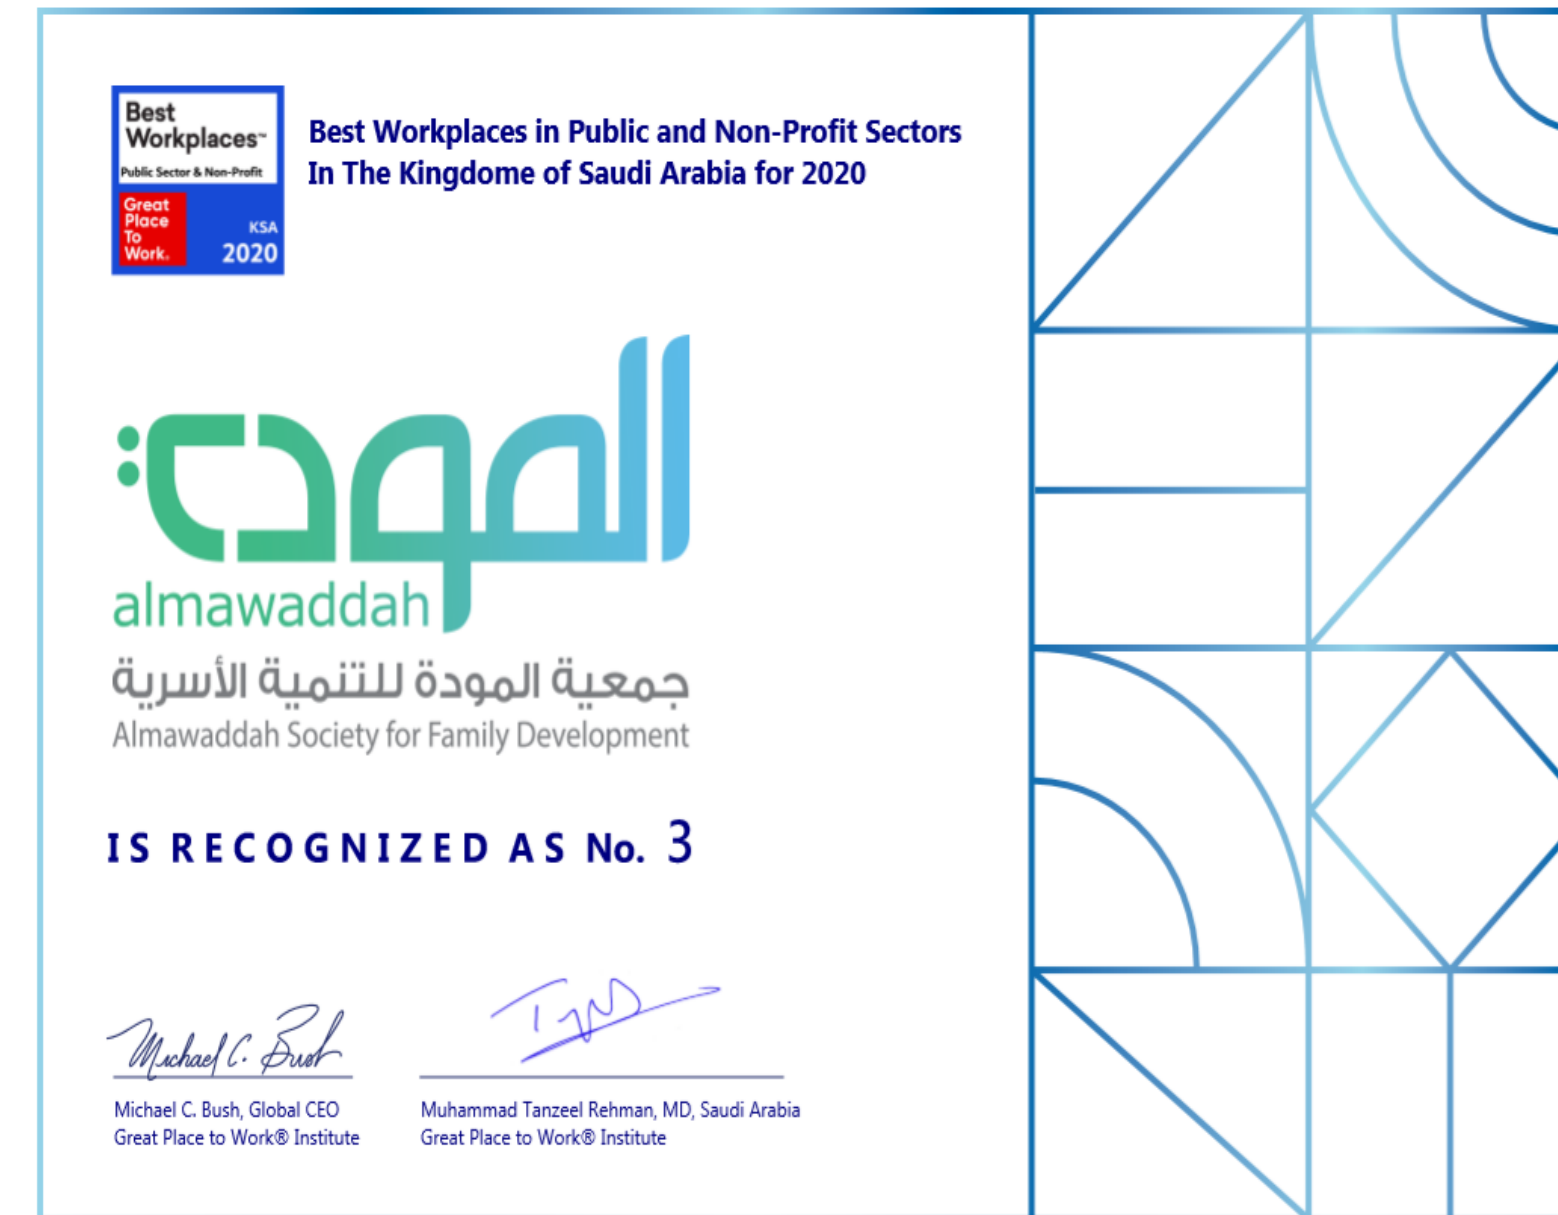 Best
Workplaces™
Public Sector & Non-Profit
Great
Place
To
Work.
KSA
2020
Best Workplaces in Public and Non-Profit Sectors
In The Kingdome of Saudi Arabia for 2020
المودة
almawaddah
جمعية المودة للتنمية الأسرية
Almawaddah Society for Family Development
IS RECOGNIZED AS No. 3
Michael C. Bush
Michael C. Bush, Global CEO
Great Place to Work® Institute
Muhammad Tanzeel Rehman, MD, Saudi Arabia
Great Place to Work® Institute